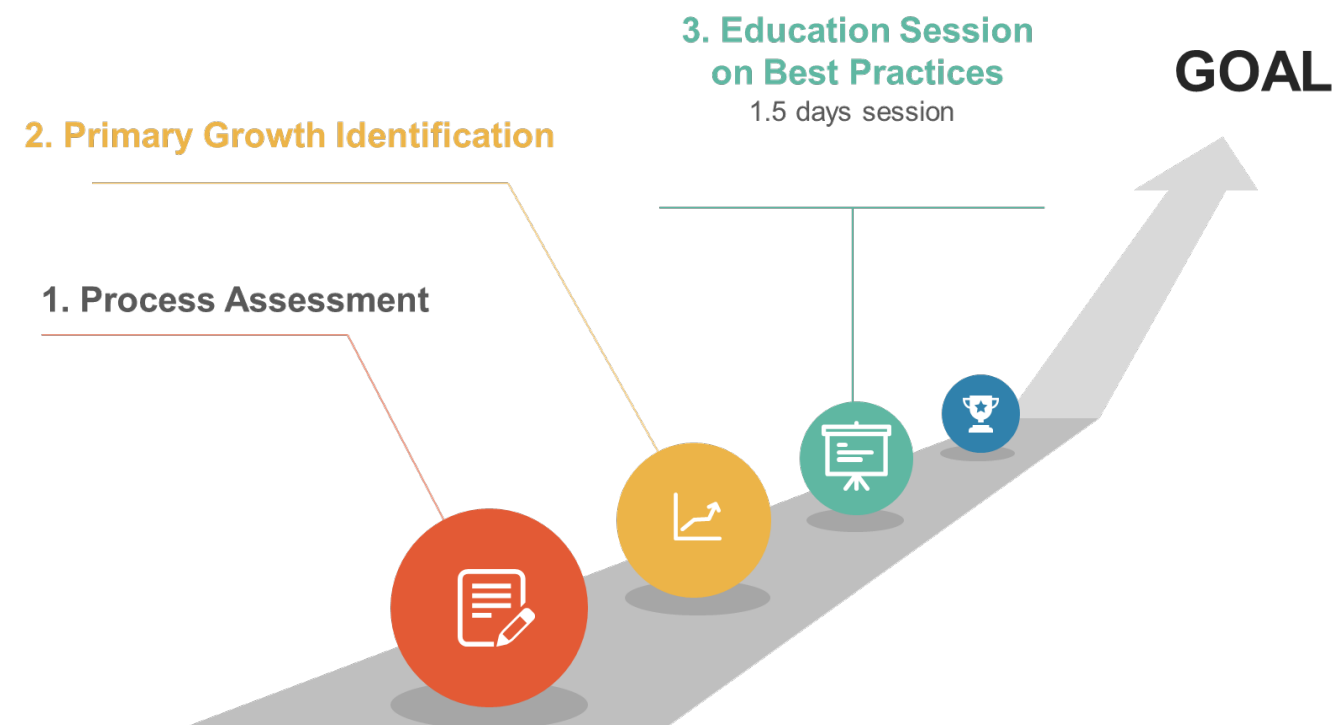 3. Education Session
on Best Practices
1.5 days session
GOAL
2. Primary Growth Identification
1. Process Assessment